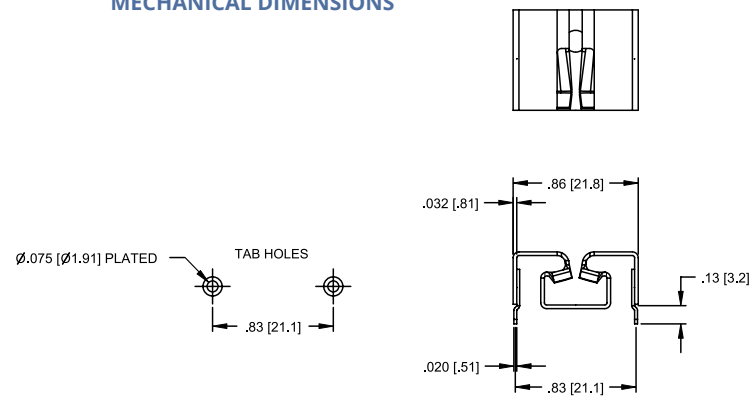 MECHANICAL DIMENSIONS
.86 [21.8]
.032 [.81]
Ø.075 [Ø1.91] PLATED
TAB HOLES
.13 [3.2]
.83 [21.1]
.020 [.51]
.83 [21.1]